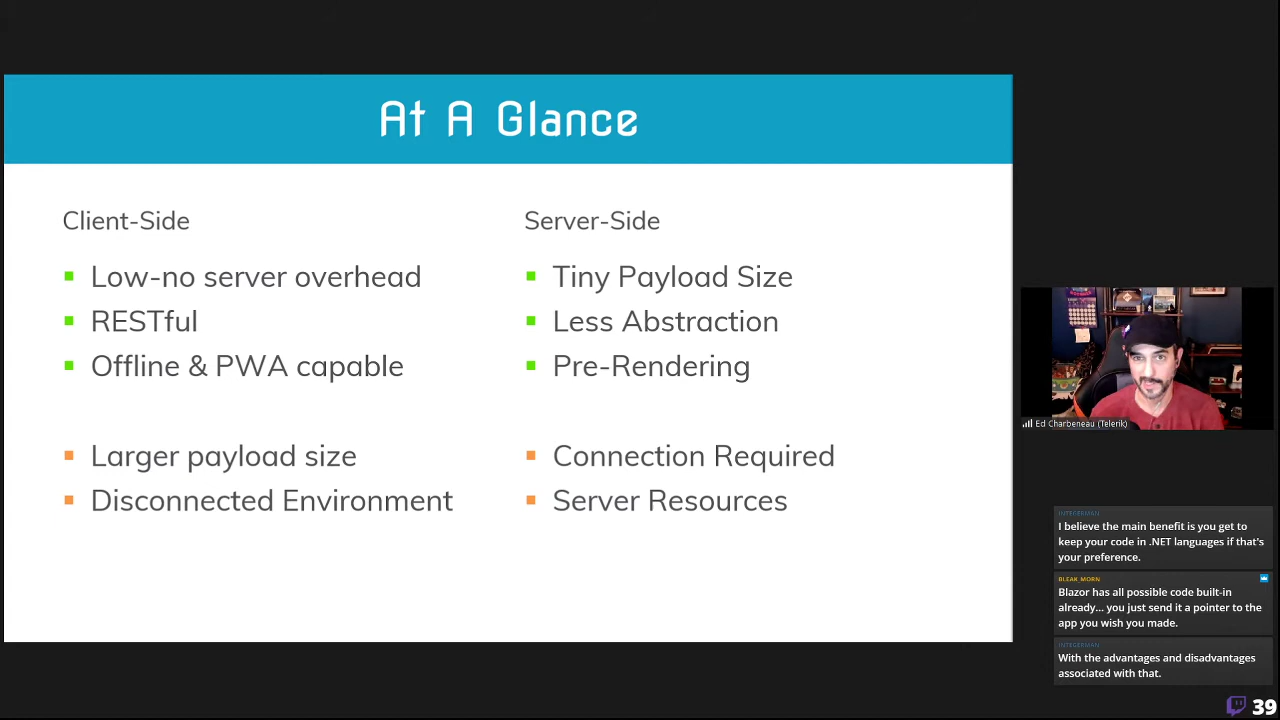 At A Glance
Client-Side
Low-no server overhead
RESTful
Offline & PWA capable
Larger payload size
Disconnected Environment
Server-Side
Tiny Payload Size
Less Abstraction
Pre-Rendering
Connection Required
Server Resources
Ed Charbeneau (Telerik)
INTEGERMAN
I believe the main benefit is you get to
keep your code in .NET languages if that's
your preference.
BLEAK_MORN
Blazor has all possible code built-in
already... you just send it a pointer to the
app you wish you made.
INTEGERMAN
With the advantages and disadvantages
associated with that.
39